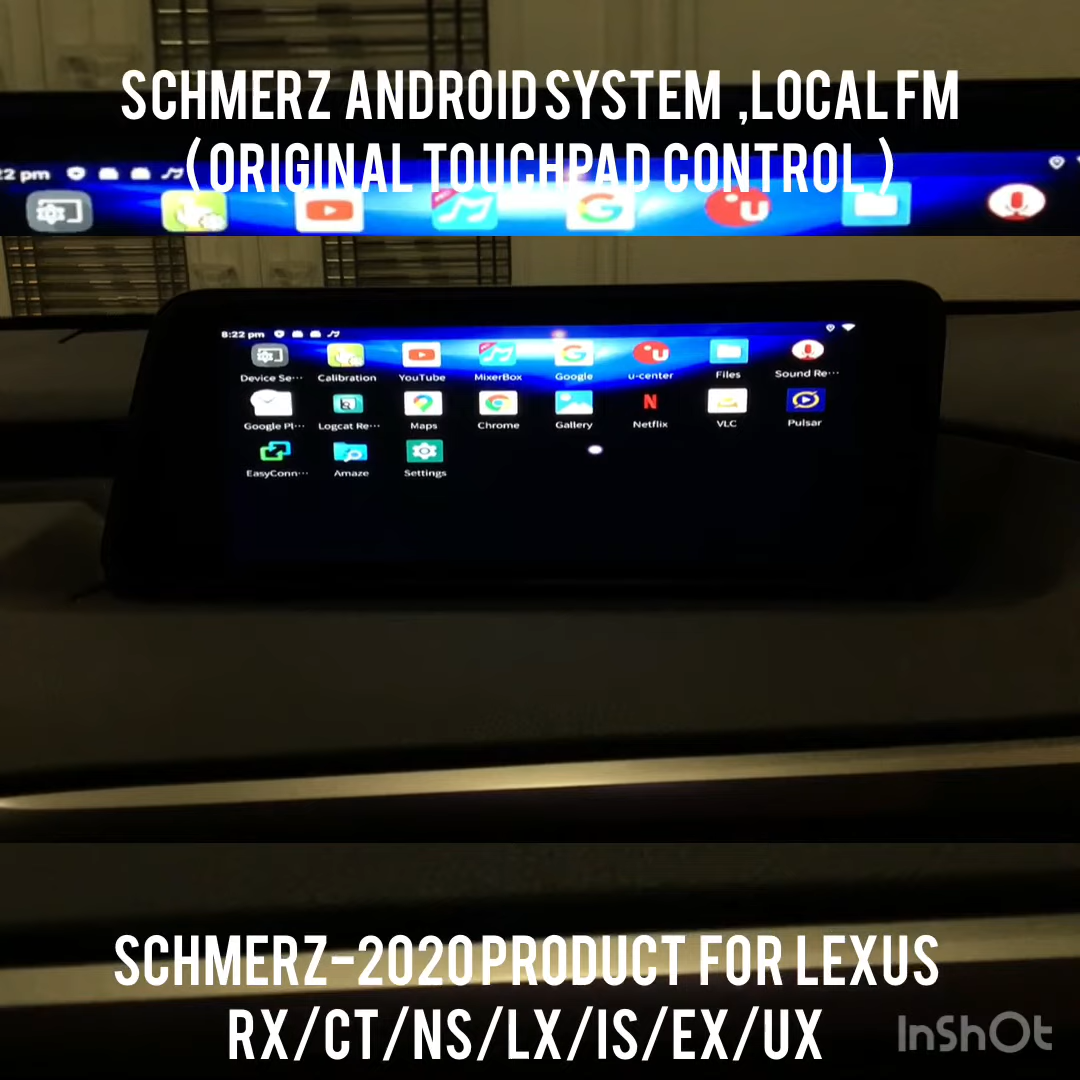 SCHMERZ ANDROID SYSTEM ,LOCAL FM
( ORIGINAL TOUCHPAD CONTROL )
22 pm
8:22 pm
Device Se···
Calibration
YouTube
MixerBox
Google
u-center
Files
Sound Re···
Google Pl···
Logcat Re···
Maps
Chrome
Gallery
Netflix
VLC
Pulsar
EasyConn···
Amaze
Settings
SCHMERZ-2020 PRODUCT FOR LEXUS
RX/CT/NS/LX/IS/EX/UX
InShOt